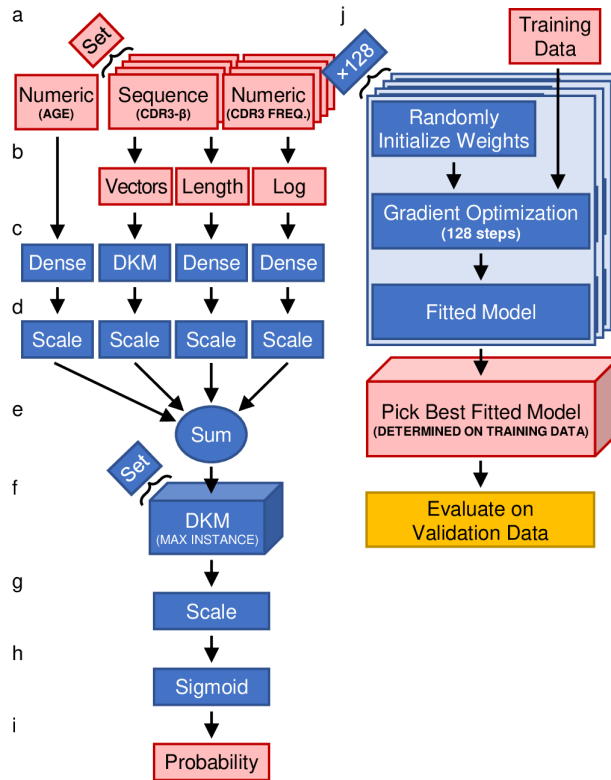 a
Set
Numeric
(AGE)
Sequence
(CDR3-β)
Numeric
(CDR3 FREQ.)
b
Vectors
Length
Log
c
Dense
DKM
Dense
Dense
d
Scale
Scale
Scale
Scale
e
Sum
Set
f
DKM
(MAX INSTANCE)
g
Scale
h
Sigmoid
i
Probability
j
Training
Data
×128
Randomly
Initialize Weights
Gradient Optimization
(128 steps)
Fitted Model
Pick Best Fitted Model
(DETERMINED ON TRAINING DATA)
Evaluate on
Validation Data